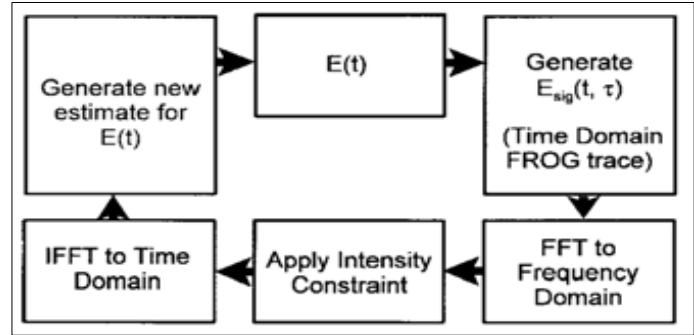 Generate new
estimate for
E(t)
E(t)
Generate
E_sig(t, τ)
(Time Domain
FROG trace)
IFFT to Time
Domain
Apply Intensity
Constraint
FFT to
Frequency
Domain